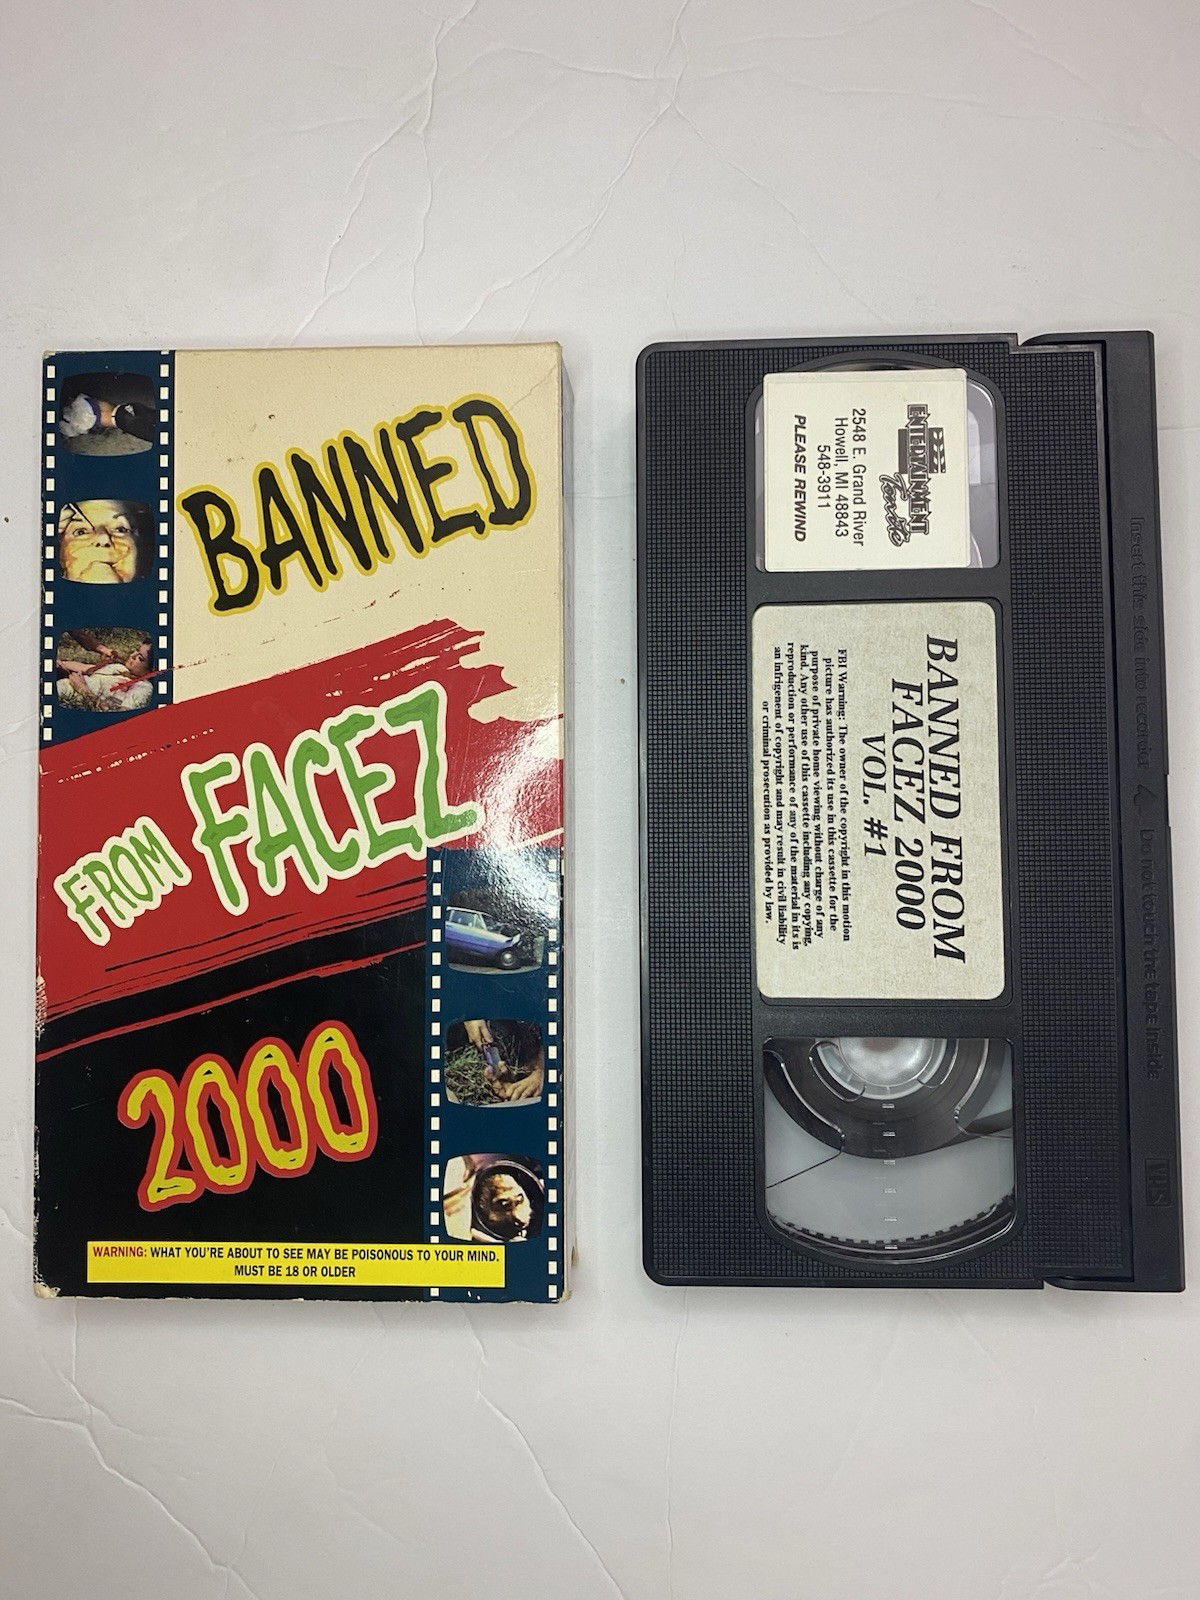 BANNED
FROM FACEZ
2000
WARNING: WHAT YOU'RE ABOUT TO SEE MAY BE POISONOUS TO YOUR MIND.
MUST BE 18 OR OLDER
ENTERTAINMENT
Tonite
2548 E. Grand River
Howell, MI 48843
548-3911
PLEASE REWIND
BANNED FROM
FACEZ 2000
VOL. #1
FBI Warning: The owner of the copyright in this motion
picture has authorized its use in this cassette for the
purpose of private home viewing without charge of any
kind. Any other use of this cassette including any copying,
reproduction or performance of any of the material in its is
an infrigenent of copyright and may result in civil liability
or criminal prosecution as provided by law.
Insert this side into recorder
Do not touch the tape inside
VHS